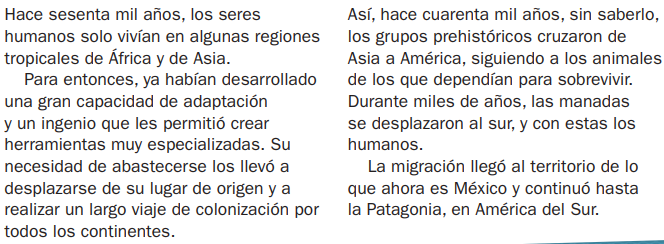 Hace sesenta mil años, los seres
humanos solo vivían en algunas regiones
tropicales de África y de Asia.
Para entonces, ya habían desarrollado
una gran capacidad de adaptación
y un ingenio que les permitió crear
herramientas muy especializadas. Su
necesidad de abastecerse los llevó a
desplazarse de su lugar de origen y a
realizar un largo viaje de colonización por
todos los continentes.
Así, hace cuarenta mil años, sin saberlo,
los grupos prehistóricos cruzaron de
Asia a América, siguiendo a los animales
de los que dependían para sobrevivir.
Durante miles de años, las manadas
se desplazaron al sur, y con estas los
humanos.
La migración llegó al territorio de lo
que ahora es México y continuó hasta
la Patagonia, en América del Sur.